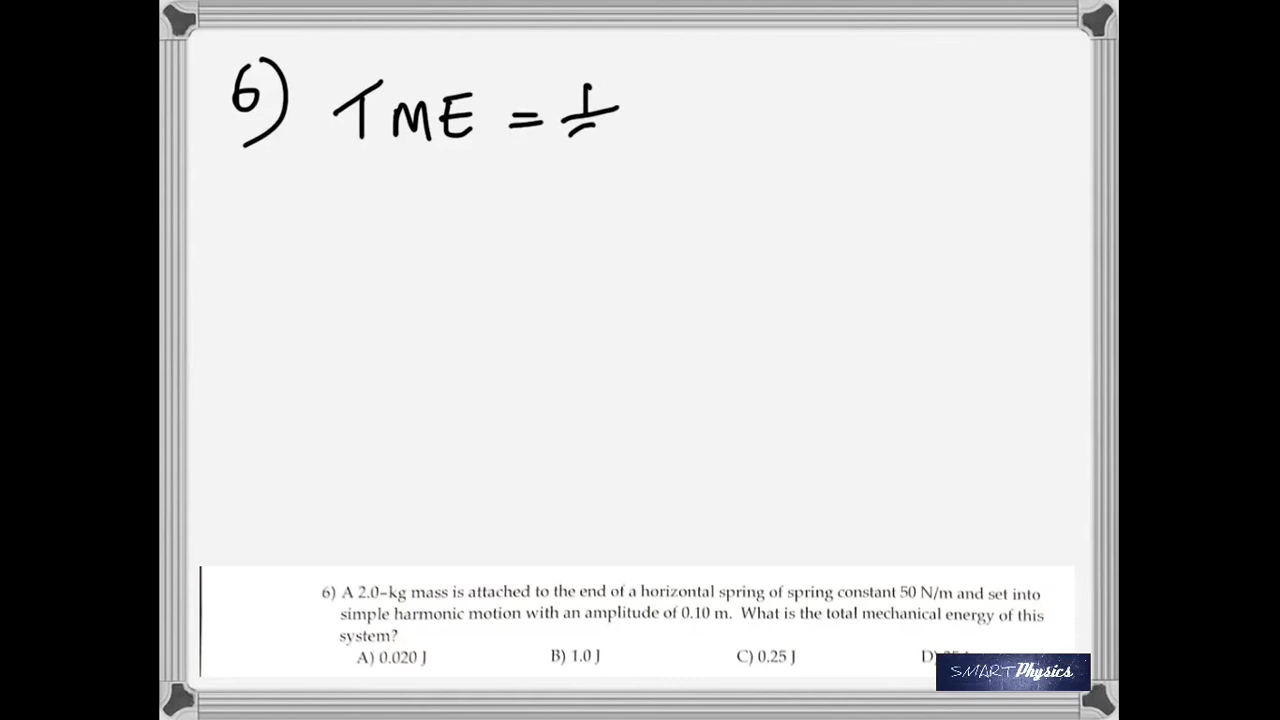 6) TME = 1
6) A 2.0-kg mass is attached to the end of a horizontal spring of spring constant 50 N/m and set into
simple harmonic motion with an amplitude of 0.10 m. What is the total mechanical energy of this
system?
A) 0.020 J B) 1.0 J C) 0.25 J D)
SMART Physics